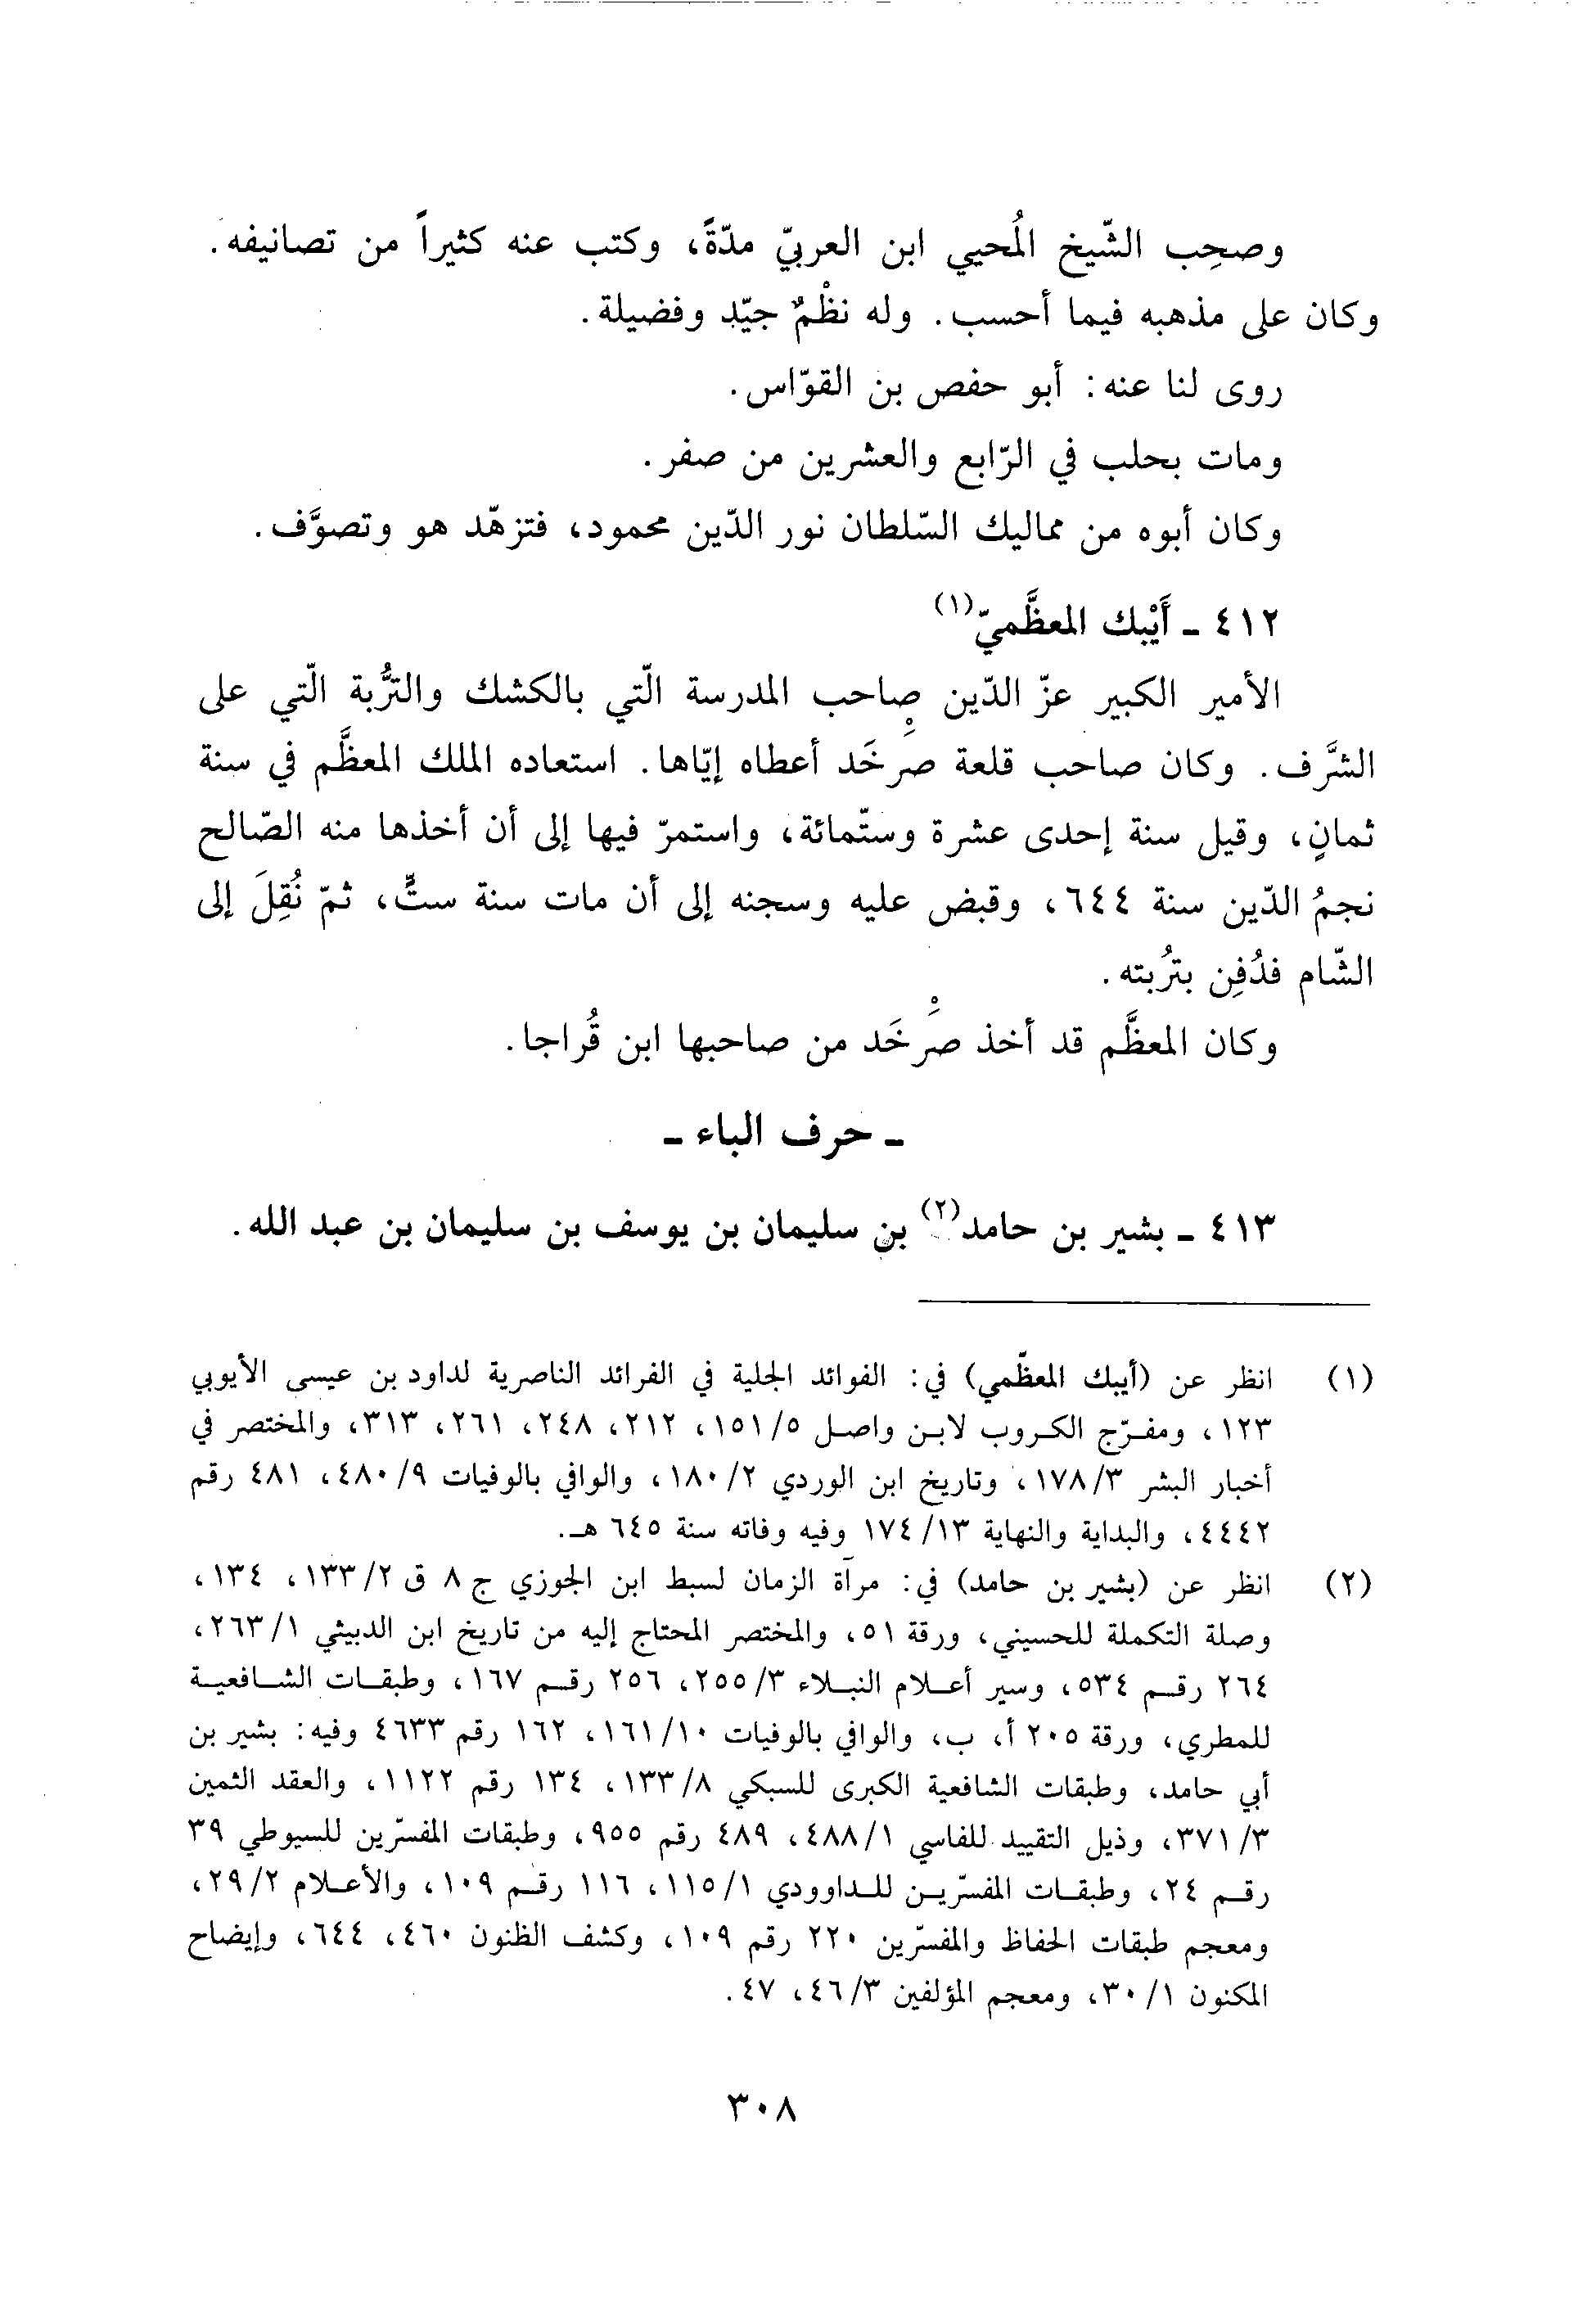 وصحِب الشّيخ المُحيي ابن العربيّ مدّةً، وكتب عنه كثيراً من تصانيفه.
وكان على مذهبه فيما أحسب. وله نظْمٌ جيّد وفضيلة.
روى لنا عنه: أبو حفص بن القوّاس.
ومات بحلب في الرّابع والعشرين من صفر.
وكان أبوه من مماليك السّلطان نور الدّين محمود، فتزهّد هو وتصوَّف.
٤١٢ - أَيْبك المعظَّميّ(١)
الأمير الكبير عزّ الدّين صاحب المدرسة الّتي بالكشك والتُّربة الّتي على
الشَّرف. وكان صاحب قلعة صرْخَد أعطاه إيّاها. استعاده الملك المعظَّم في سنة
ثمانٍ، وقيل سنة إحدى عشرة وستّمائة، واستمرّ فيها إلى أن أخذها منه الصّالح
نجمُ الدّين سنة ٦٤٤، وقبض عليه وسجنه إلى أن مات سنة ستٍّ، ثمّ نُقِلَ إلى
الشّام فدُفِن بتُربته.
وكان المعظَّم قد أخذ صرْخَد من صاحبها ابن قُراجا.
- حرف الباء -
٤١٣ - بشير بن حامد(٢) بن سليمان بن يوسف بن سليمان بن عبد الله.
(١) انظر عن (أيبك المعظّمي) في: الفوائد الجلية في الفرائد الناصرية لداود بن عيسى الأيوبي
١٢٣، ومفرّج الكروب لابن واصل ١٥١/٥، ٢١٢، ٢٤٨، ٢٦١، ٣١٣، والمختصر في
أخبار البشر ١٧٨/٣، وتاريخ ابن الوردي ١٨٠/٢، والوافي بالوفيات ٤٨٠/٩، ٤٨١ رقم
٤٤٤٢، والبداية والنهاية ١٧٤/١٣ وفيه وفاته سنة ٦٤٥ هـ.
(٢) انظر عن (بشير بن حامد) في: مرآة الزمان لسبط ابن الجوزي ج ٨ ق ١٣٣/٢، ١٣٤،
وصلة التكملة للحسيني، ورقة ٥١، والمختصر المحتاج إليه من تاريخ ابن الدبيثي ٢٦٣/١،
٢٦٤ رقم ٥٣٤، وسير أعلام النبلاء ٢٥٥/٣، ٢٥٦ رقم ١٦٧، وطبقات الشافعية
للمطري، ورقة ٢٠٥ أ، ب، والوافي بالوفيات ١٦١/١٠، ١٦٢ رقم ٤٦٣٣ وفيه: بشير بن
أبي حامد، وطبقات الشافعية الكبرى للسبكي ١٣٣/٨، ١٣٤ رقم ١١٢٢، والعقد الثمين
٣٧١/٣، وذيل التقييد للفاسي ٤٨٨/١، ٤٨٩ رقم ٩٥٥، وطبقات المفسّرين للسيوطي ٣٩
رقم ٢٤، وطبقات المفسّرين للداوودي ١١٥/١، ١١٦ رقم ١٠٩، والأعلام ٢٩/٢،
ومعجم طبقات الحفاظ والمفسّرين ٢٢٠ رقم ١٠٩، وكشف الظنون ٤٦٠، ٦٤٤، وإيضاح
المكنون ٣٠/١، ومعجم المؤلفين ٤٦/٣، ٤٧.
٣٠٨